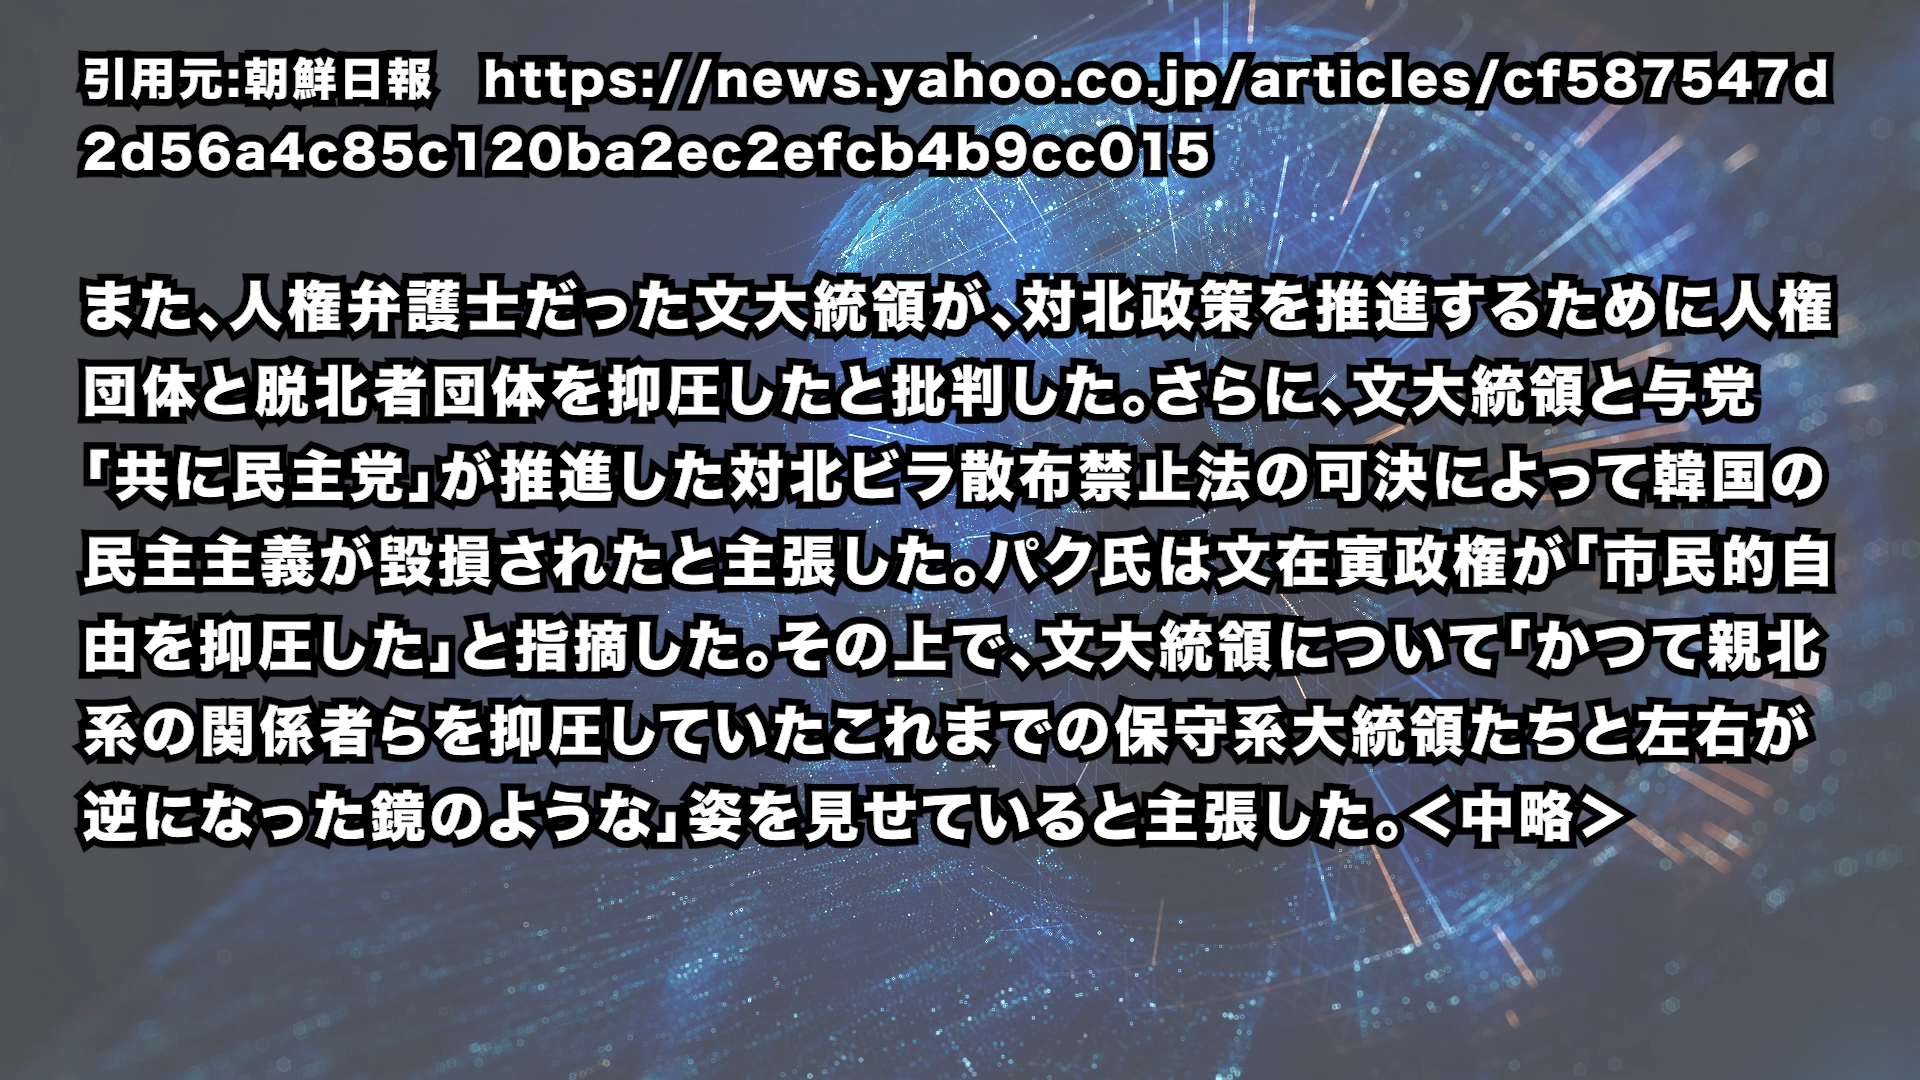 引用元:朝鮮日報　https://news.yahoo.co.jp/articles/cf587547d
2d56a4c85c120ba2ec2efcb4b9cc015
また、人権弁護士だった文大統領が、対北政策を推進するために人権
団体と脱北者団体を抑圧したと批判した。さらに、文大統領と与党
「共に民主党」が推進した対北ビラ散布禁止法の可決によって韓国の
民主主義が毀損されたと主張した。パク氏は文在寅政権が「市民的自
由を抑圧した」と指摘した。その上で、文大統領について「かつて親北
系の関係者らを抑圧していたこれまでの保守系大統領たちと左右が
逆になった鏡のような」姿を見せていると主張した。＜中略＞